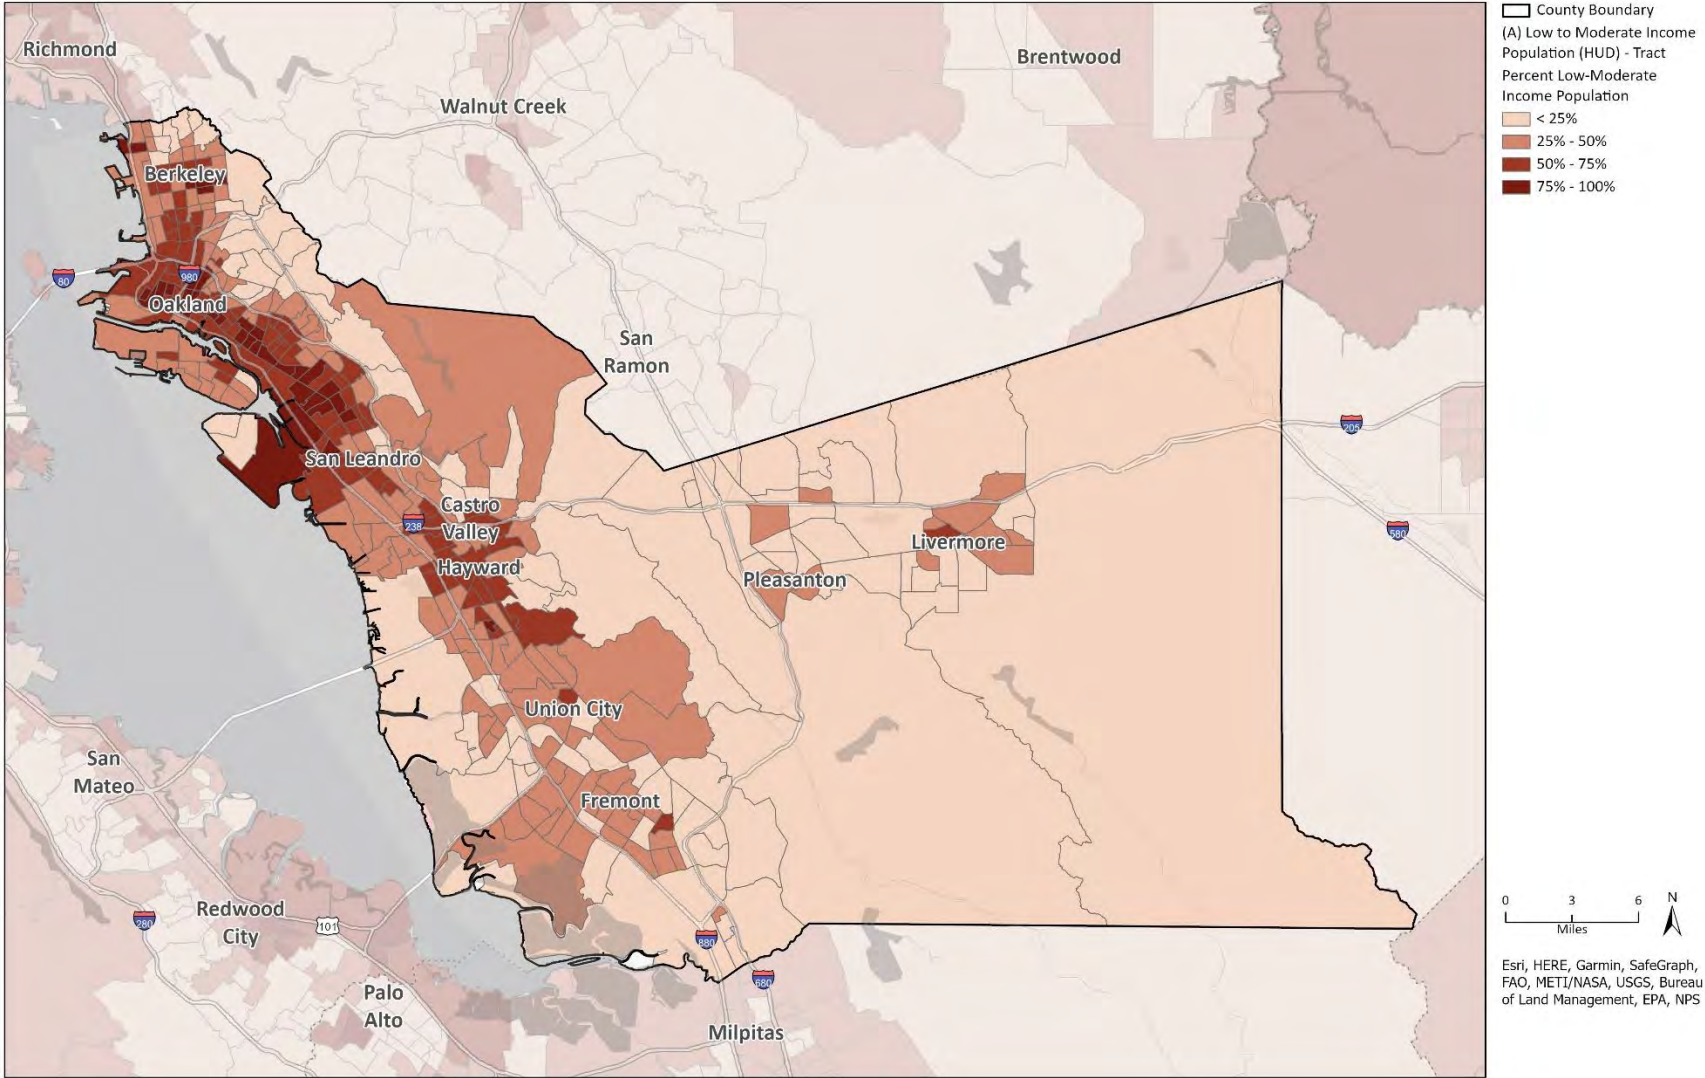 Richmond
Brentwood
Walnut Creek
Berkeley
80
980
Oakland
San
Ramon
205
San Leandro
Castro
Valley
238
Hayward
Livermore
580
Pleasanton
Union City
San
Mateo
Fremont
Redwood
City
280
101
880
680
Palo
Alto
Milpitas
County Boundary
(A) Low to Moderate Income
Population (HUD) - Tract
Percent Low-Moderate
Income Population
< 25%
25% - 50%
50% - 75%
75% - 100%
0 3 6
Miles
N
Esri, HERE, Garmin, SafeGraph,
FAO, METI/NASA, USGS, Bureau
of Land Management, EPA, NPS